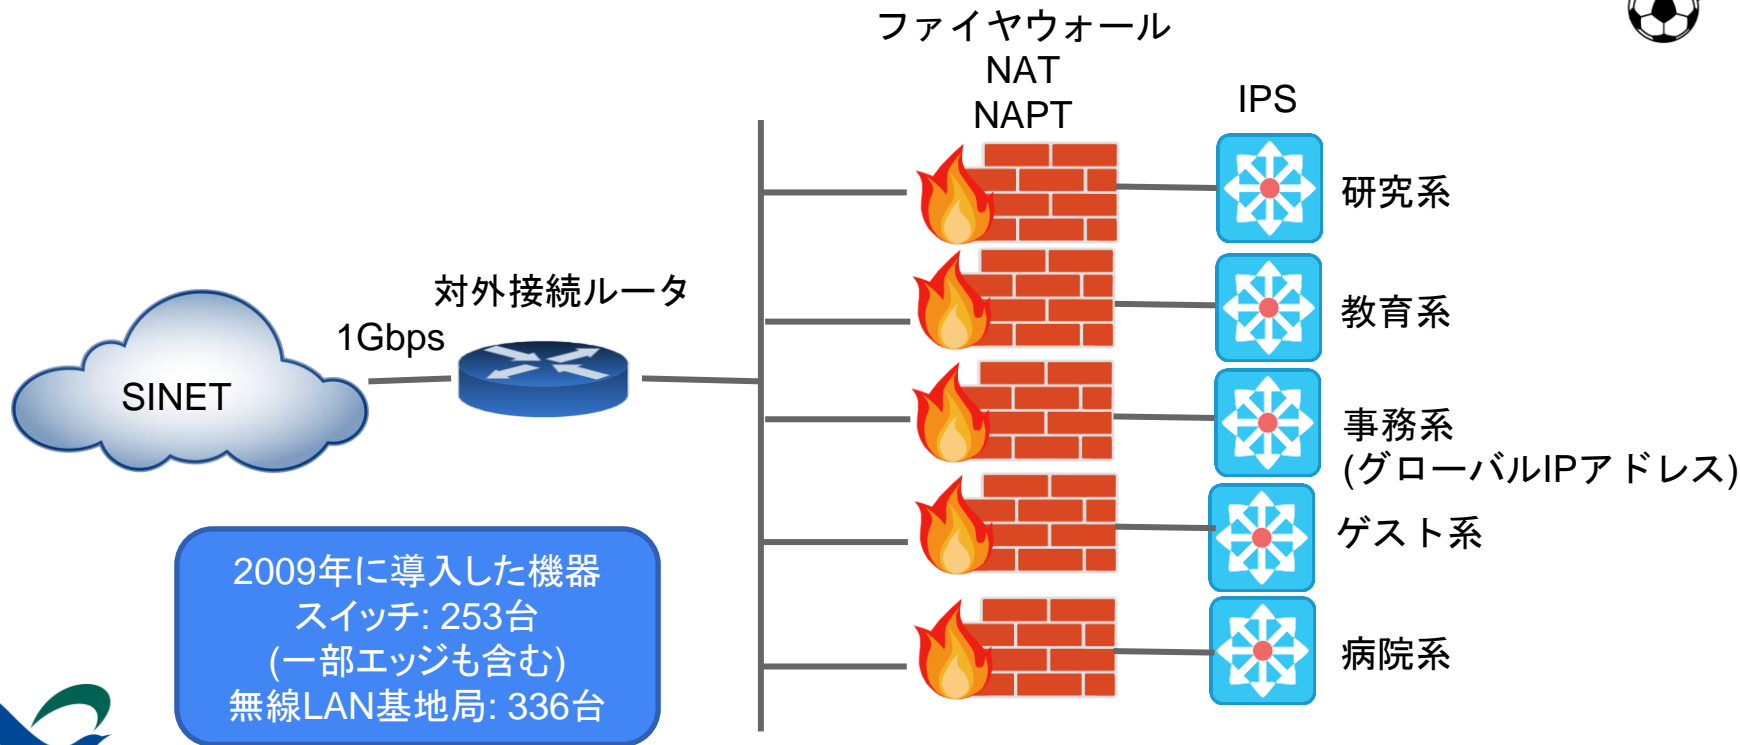 ファイヤウォール
NAT
NAPT
IPS
研究系
教育系
対外接続ルータ
1Gbps
SINET
事務系
(グローバルIPアドレス)
ゲスト系
病院系
2009年に導入した機器
スイッチ: 253台
(一部エッジも含む)
無線LAN基地局: 336台